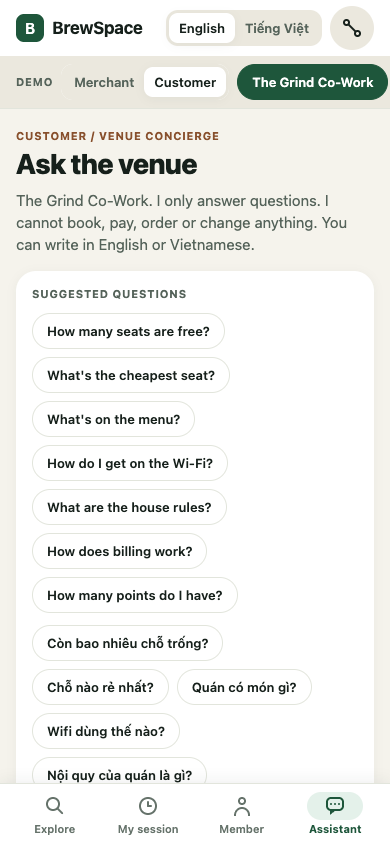 B BrewSpace English Tiếng Việt
DEMO Merchant Customer The Grind Co-Work
CUSTOMER / VENUE CONCIERGE
Ask the venue
The Grind Co-Work. I only answer questions. I
cannot book, pay, order or change anything. You
can write in English or Vietnamese.
SUGGESTED QUESTIONS
How many seats are free?
What's the cheapest seat?
What's on the menu?
How do I get on the Wi-Fi?
What are the house rules?
How does billing work?
How many points do I have?
Còn bao nhiêu chỗ trống?
Chỗ nào rẻ nhất? Quán có món gì?
Wifi dùng thế nào?
Nội quy của quán là gì?
Explore My session Member Assistant